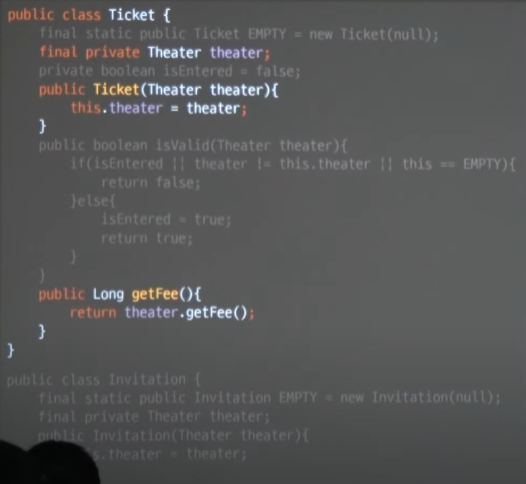 public class Ticket {
    final static public Ticket EMPTY = new Ticket(null);
    final private Theater theater;
    private boolean isEntered = false;
    public Ticket(Theater theater){
        this.theater = theater;
    }
    public boolean isValid(Theater theater){
        if(isEntered || theater != this.theater || this == EMPTY){
            return false;
        }else{
            isEntered = true;
            return true;
        }
    }
    public Long getFee(){
        return theater.getFee();
    }
}
public class Invitation {
    final static public Invitation EMPTY = new Invitation(null);
    final private Theater theater;
    public Invitation(Theater theater){
        s.theater = theater;